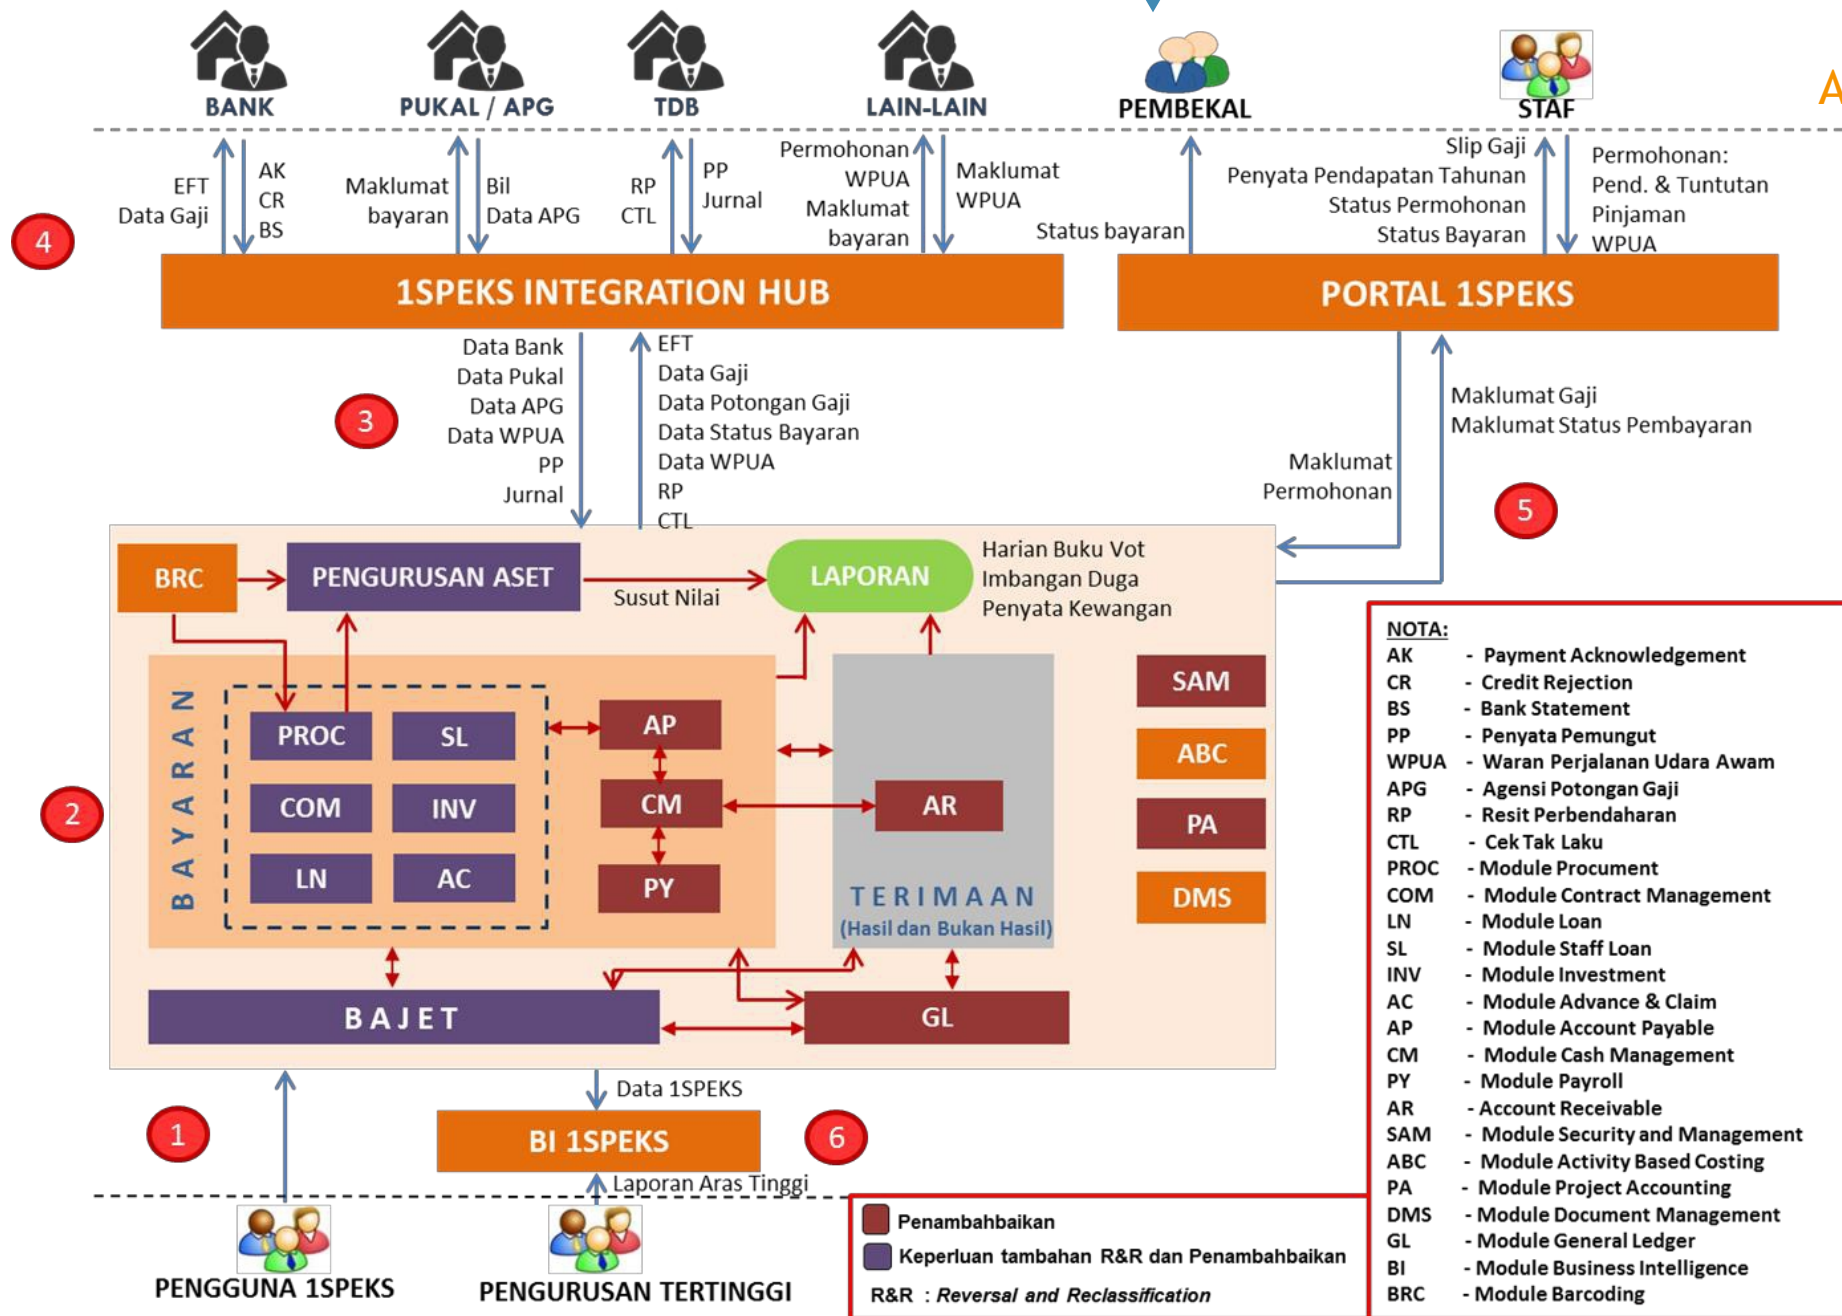 BANK
PUKAL / APG
TDB
LAIN-LAIN
PEMBEKAL
STAF
A
EFT
Data Gaji
AK
CR
BS
Maklumat
bayaran
Bil
Data APG
RP
CTL
PP
Jurnal
Permohonan
WPUA
Maklumat
bayaran
Maklumat
WPUA
Status bayaran
Slip Gaji
Penyata Pendapatan Tahunan
Status Permohonan
Status Bayaran
Permohonan:
Pend. & Tuntutan
Pinjaman
WPUA
4
1SPEKS INTEGRATION HUB
PORTAL 1SPEKS
3
Data Bank
Data Pukal
Data APG
Data WPUA
PP
Jurnal
EFT
Data Gaji
Data Potongan Gaji
Data Status Bayaran
Data WPUA
RP
CTL
Maklumat
Permohonan
Maklumat Gaji
Maklumat Status Pembayaran
5
BRC
PENGURUSAN ASET
Susut Nilai
LAPORAN
Harian Buku Vot
Imbangan Duga
Penyata Kewangan
2
BAYARAN
PROC
SL
COM
INV
LN
AC
AP
CM
PY
AR
TERIMAAN
(Hasil dan Bukan Hasil)
SAM
ABC
PA
DMS
BAJET
GL
1
Data 1SPEKS
BI 1SPEKS
6
Laporan Aras Tinggi
PENGGUNA 1SPEKS
PENGURUSAN TERTINGGI
Penambahbaikan
Keperluan tambahan R&R dan Penambahbaikan
R&R : Reversal and Reclassification
NOTA:
AK - Payment Acknowledgement
CR - Credit Rejection
BS - Bank Statement
PP - Penyata Pemungut
WPUA - Waran Perjalanan Udara Awam
APG - Agensi Potongan Gaji
RP - Resit Perbendaharan
CTL - Cek Tak Laku
PROC - Module Procument
COM - Module Contract Management
LN - Module Loan
SL - Module Staff Loan
INV - Module Investment
AC - Module Advance & Claim
AP - Module Account Payable
CM - Module Cash Management
PY - Module Payroll
AR - Account Receivable
SAM - Module Security and Management
ABC - Module Activity Based Costing
PA - Module Project Accounting
DMS - Module Document Management
GL - Module General Ledger
BI - Module Business Intelligence
BRC - Module Barcoding